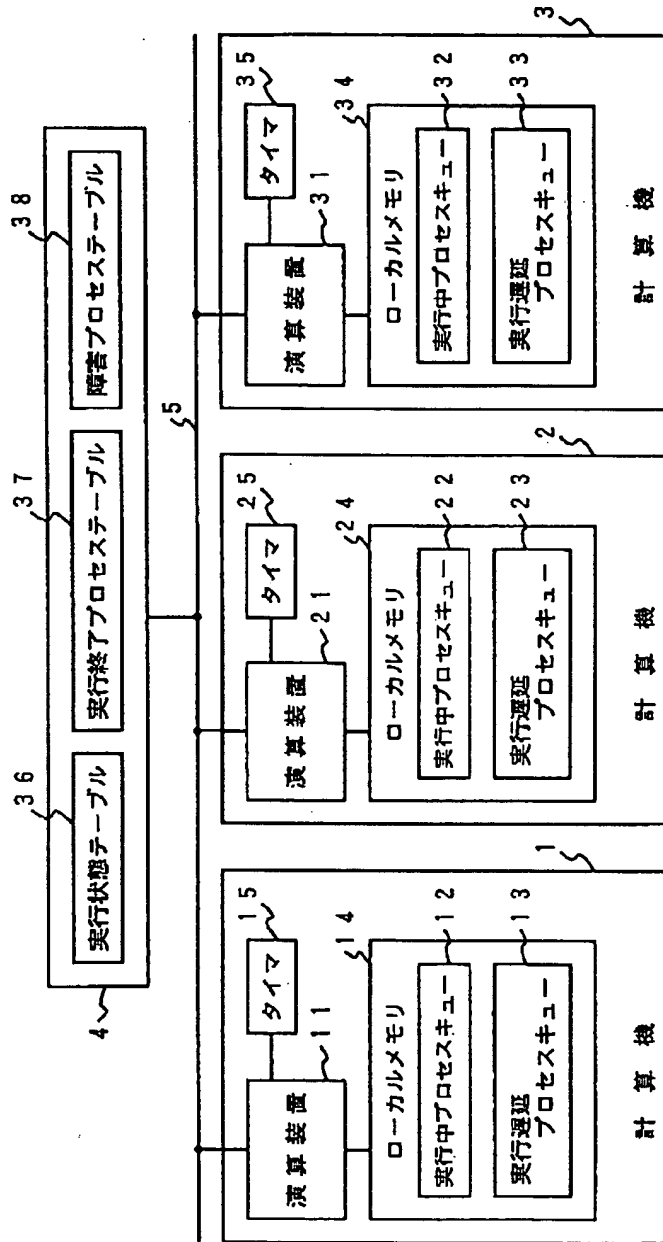 ３６
実行状態テーブル
３７
実行終了プロセステーブル
３８
障害プロセステーブル
４
５
演算装置
１１
タイマ
１５
ローカルメモリ
１４
実行中プロセスキュー
１２
実行遅延
プロセスキュー
１３
計算機
１
演算装置
２１
タイマ
２５
ローカルメモリ
２４
実行中プロセスキュー
２２
実行遅延
プロセスキュー
２３
計算機
２
演算装置
３１
タイマ
３５
ローカルメモリ
３４
実行中プロセスキュー
３２
実行遅延
プロセスキュー
３３
計算機
３